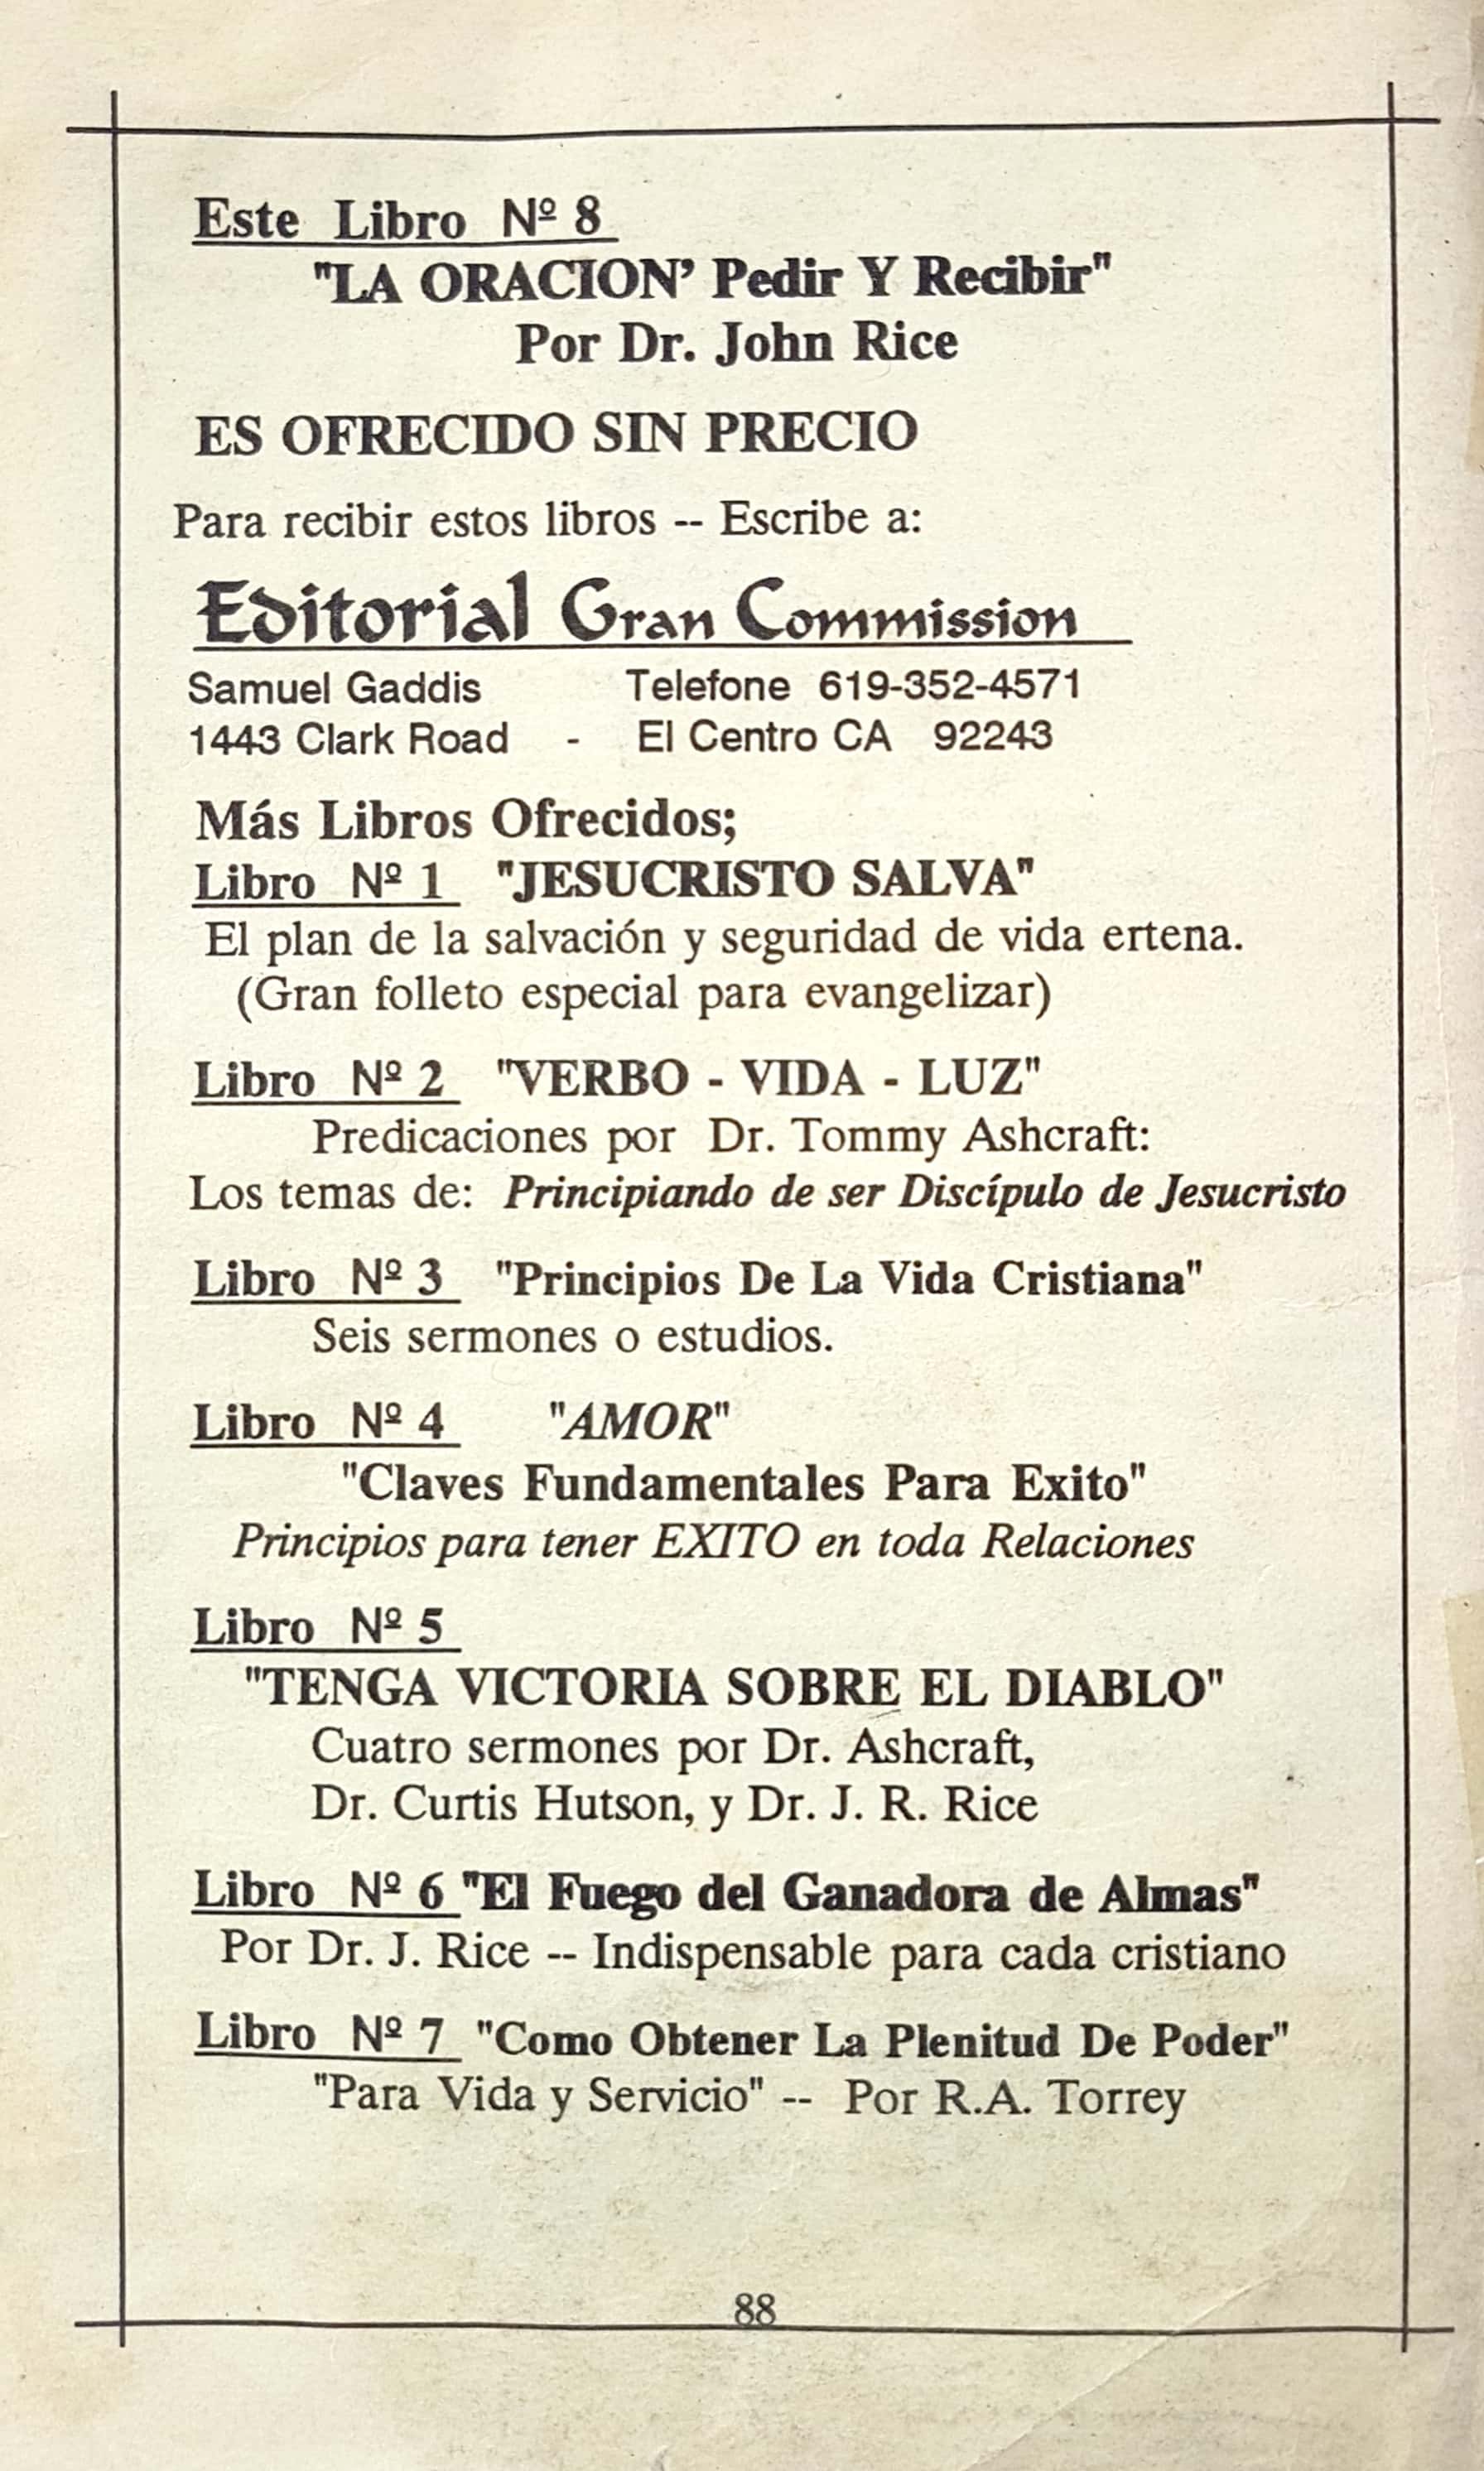 Este Libro Nº 8
"LA ORACION’ Pedir Y Recibir"
Por Dr. John Rice
ES OFRECIDO SIN PRECIO
Para recibir estos libros -- Escribe a:
Editorial Gran Commission
Samuel Gaddis Telefone 619-352-4571
1443 Clark Road - El Centro CA 92243
Más Libros Ofrecidos;
Libro Nº 1 "JESUCRISTO SALVA"
El plan de la salvación y seguridad de vida ertena.
(Gran folleto especial para evangelizar)
Libro Nº 2 "VERBO - VIDA - LUZ"
Predicaciones por Dr. Tommy Ashcraft:
Los temas de: Principiando de ser Discípulo de Jesucristo
Libro Nº 3 "Principios De La Vida Cristiana"
Seis sermones o estudios.
Libro Nº 4 "AMOR"
"Claves Fundamentales Para Exito"
Principios para tener EXITO en toda Relaciones
Libro Nº 5
"TENGA VICTORIA SOBRE EL DIABLO"
Cuatro sermones por Dr. Ashcraft,
Dr. Curtis Hutson, y Dr. J. R. Rice
Libro Nº 6 "El Fuego del Ganadora de Almas"
Por Dr. J. Rice -- Indispensable para cada cristiano
Libro Nº 7 "Como Obtener La Plenitud De Poder"
"Para Vida y Servicio" -- Por R.A. Torrey
88